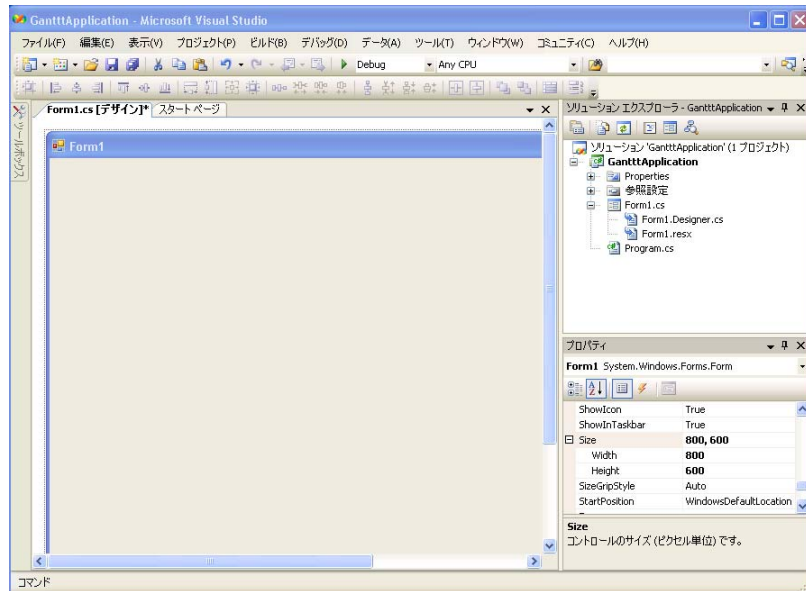 GantttApplication - Microsoft Visual Studio
ファイル(F) 編集(E) 表示(V) プロジェクト(P) ビルド(B) デバッグ(D) データ(A) ツール(T) ウィンドウ(W) コミュニティ(C) ヘルプ(H)
Debug Any CPU
Form1.cs [デザイン]* スタート ページ
ツールボックス
Form1
ソリューション エクスプローラ - GantttApplication
ソリューション 'GantttApplication' (1 プロジェクト)
GantttApplication
Properties
参照設定
Form1.cs
Form1.Designer.cs
Form1.resx
Program.cs
プロパティ
Form1 System.Windows.Forms.Form
ShowIcon True
ShowInTaskbar True
Size 800, 600
Width 800
Height 600
SizeGripStyle Auto
StartPosition WindowsDefaultLocation
Size
コントロールのサイズ (ピクセル単位) です。
コマンド